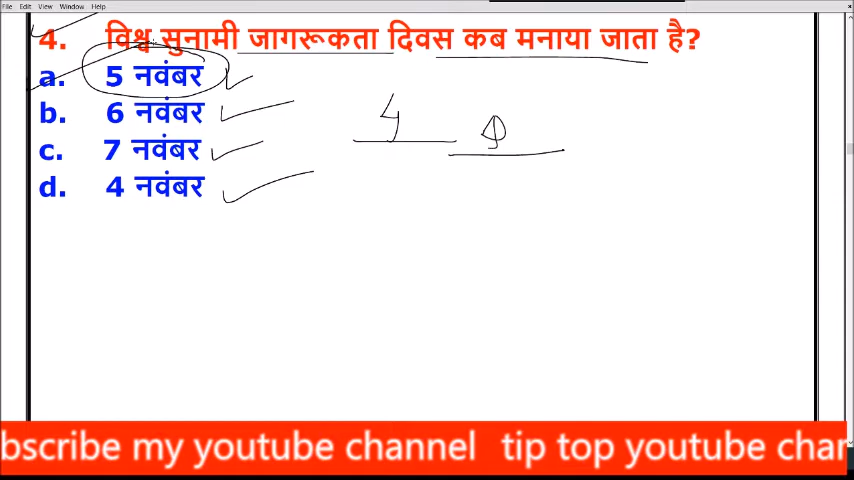 File Edit View Window Help
4. विश्व सुनामी जागरूकता दिवस कब मनाया जाता है?
a. 5 नवंबर
b. 6 नवंबर
c. 7 नवंबर
d. 4 नवंबर
bscribe my youtube channel tip top youtube chan